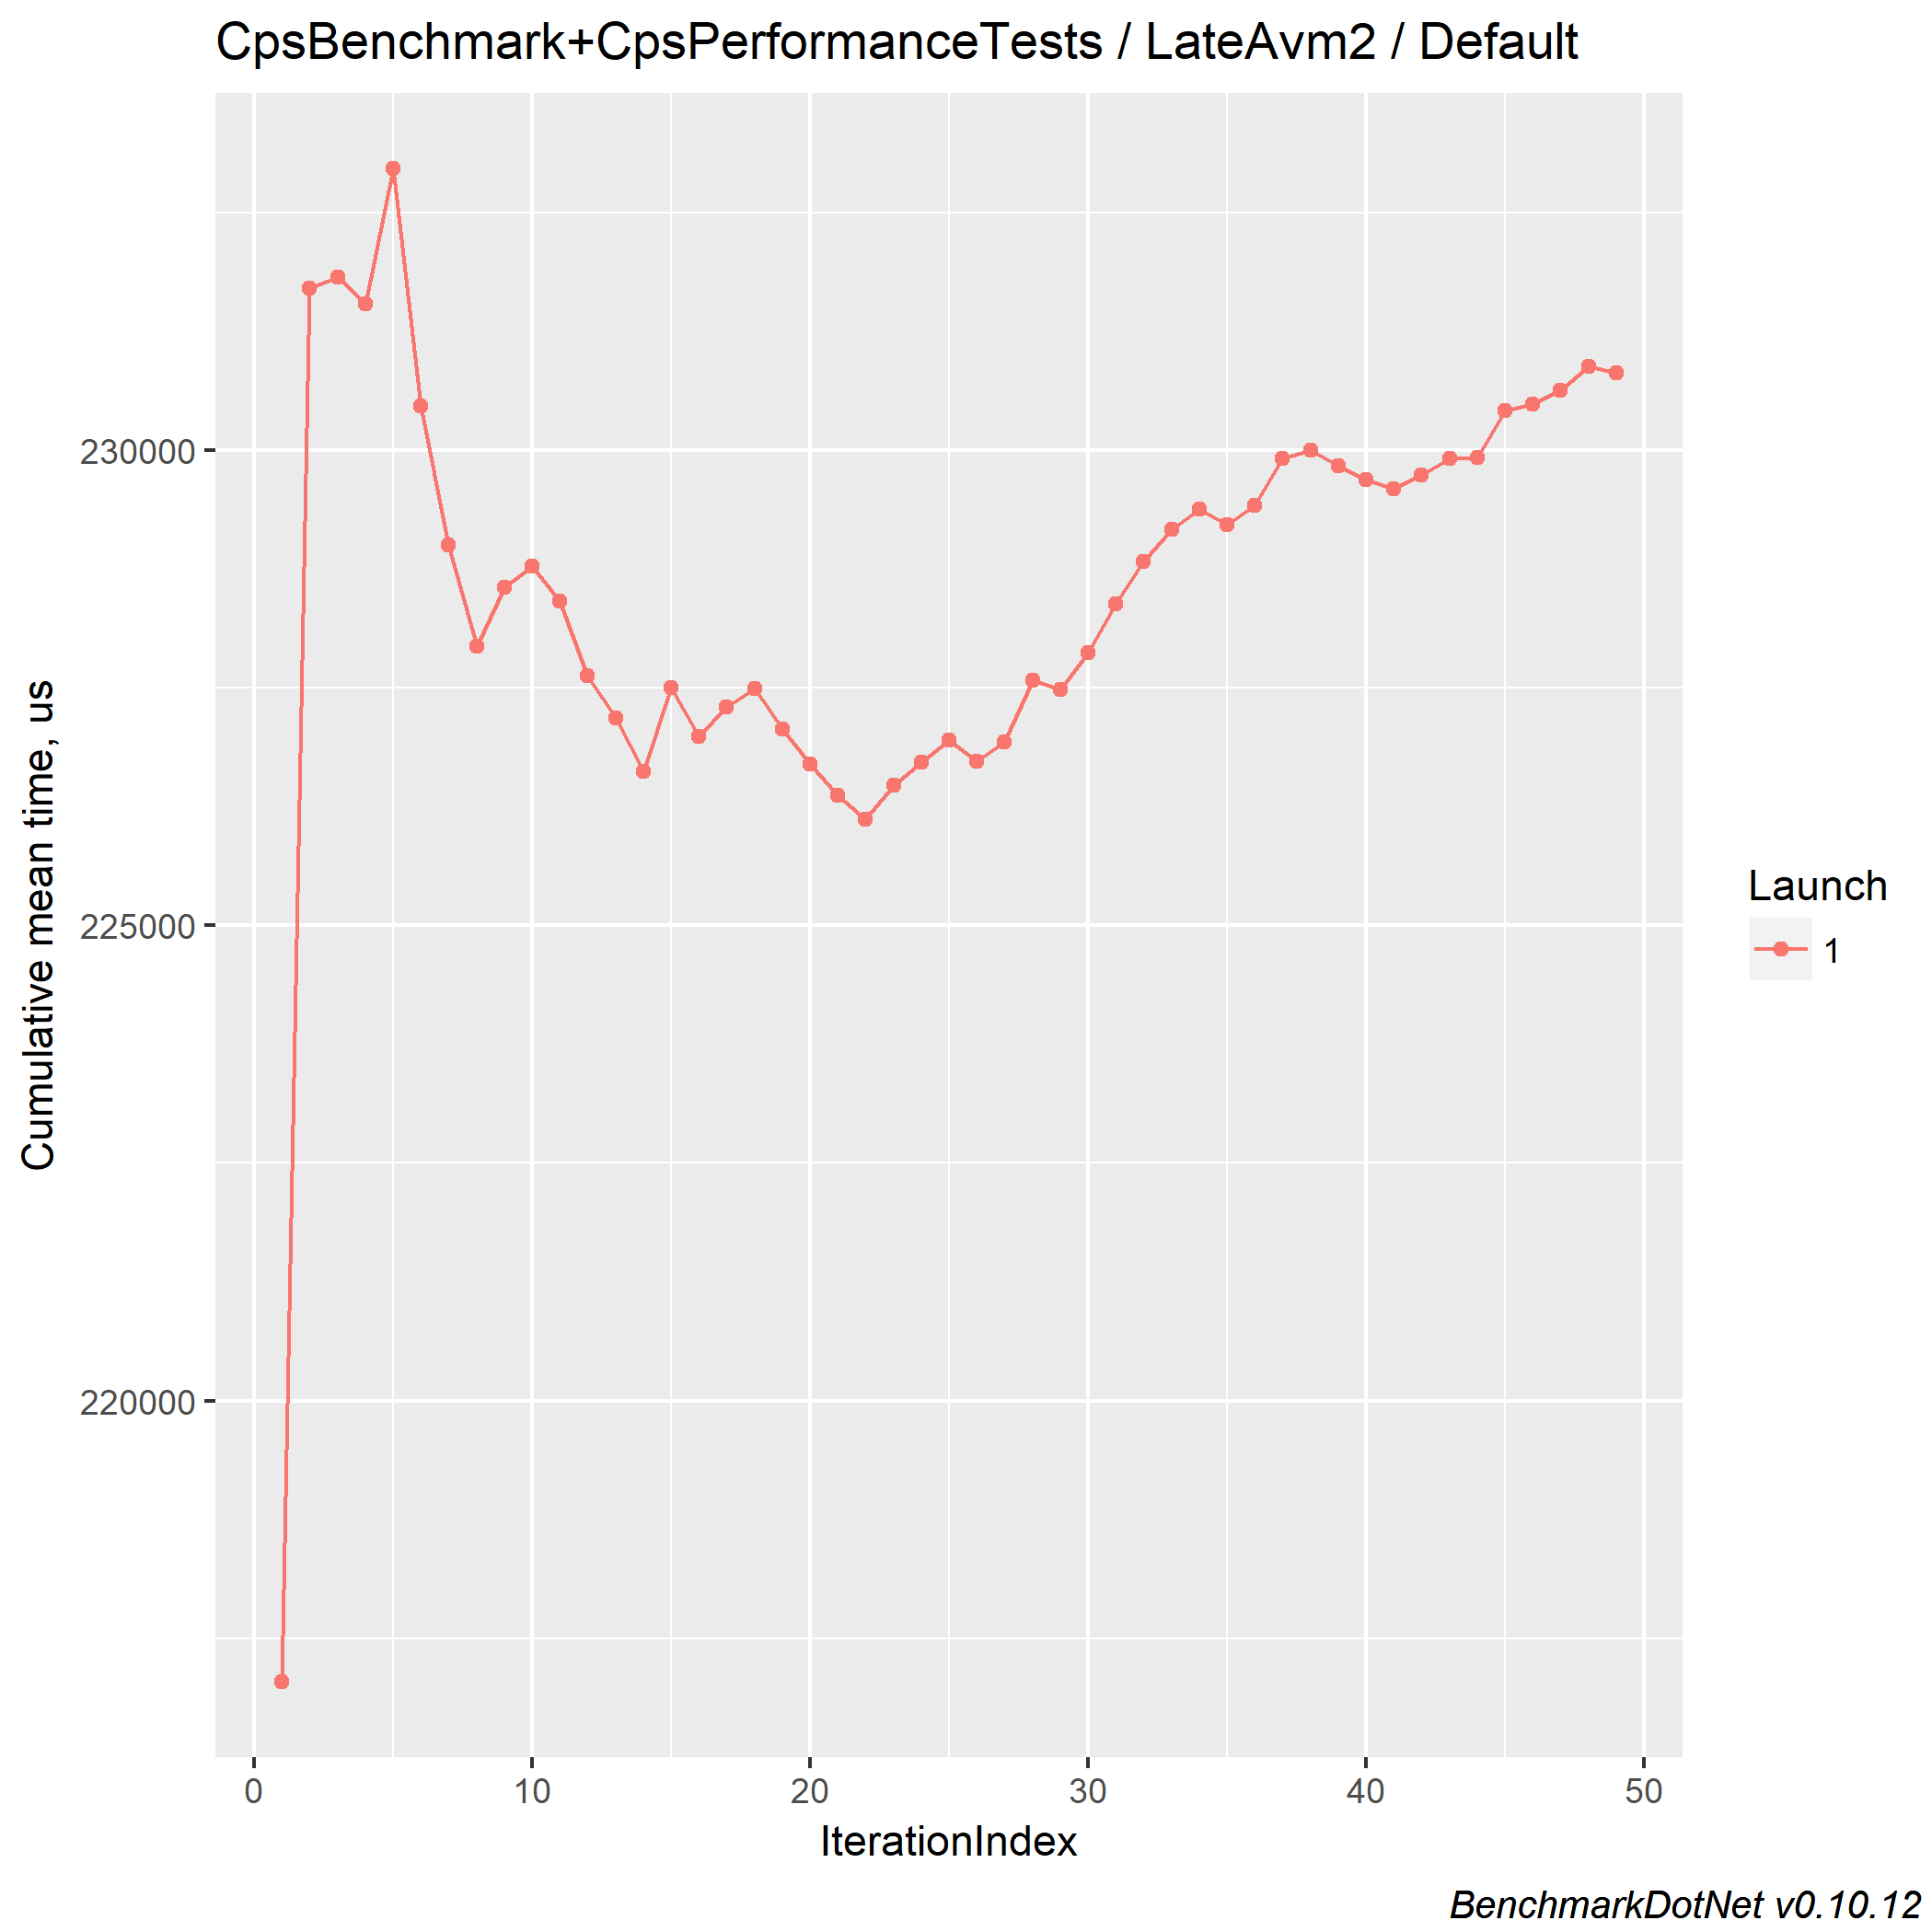 CpsBenchmark+CpsPerformanceTests / LateAvm2 / Default
Cumulative mean time, us
230000
225000
220000
0 10 20 30 40 50
IterationIndex
Launch
1
BenchmarkDotNet v0.10.12